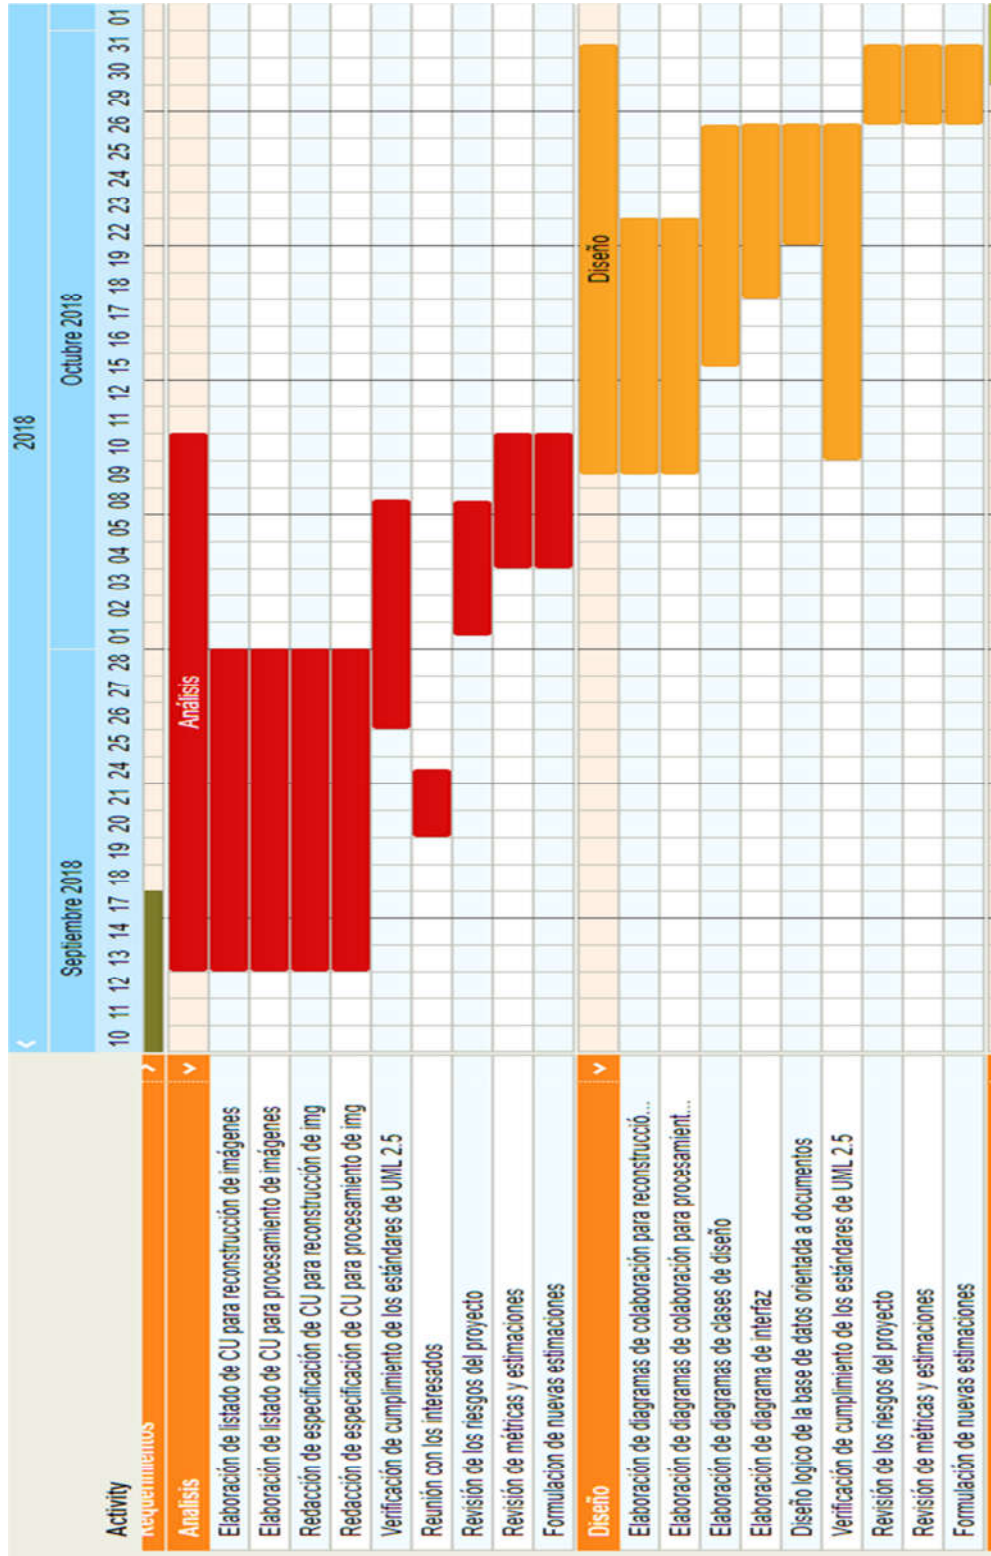 2018
Septiembre 2018
Octubre 2018
Activity
10 11 12 13 14 17 18 19 20 21 24 25 26 27 28 01 02 03 04 05 08 09 10 11 12 15 16 17 18 19 22 23 24 25 26 29 30 31 01
Requerimientos
Análisis
Análisis
Elaboración de listado de CU para reconstrucción de imágenes
Elaboración de listado de CU para procesamiento de imágenes
Redacción de especificación de CU para reconstrucción de img
Redacción de especificación de CU para procesamiento de img
Verificación de cumplimiento de los estándares de UML 2.5
Reunión con los interesados
Revisión de los riesgos del proyecto
Revisión de métricas y estimaciones
Formulacion de nuevas estimaciones
Diseño
Diseño
Elaboración de diagramas de colaboración para reconstrucció...
Elaboración de diagramas de colaboración para procesamient...
Elaboración de diagramas de clases de diseño
Elaboración de diagrama de interfaz
Diseño logico de la base de datos orientada a documentos
Verificación de cumplimiento de los estándares de UML 2.5
Revisión de los riesgos del proyecto
Revisión de métricas y estimaciones
Formulación de nuevas estimaciones